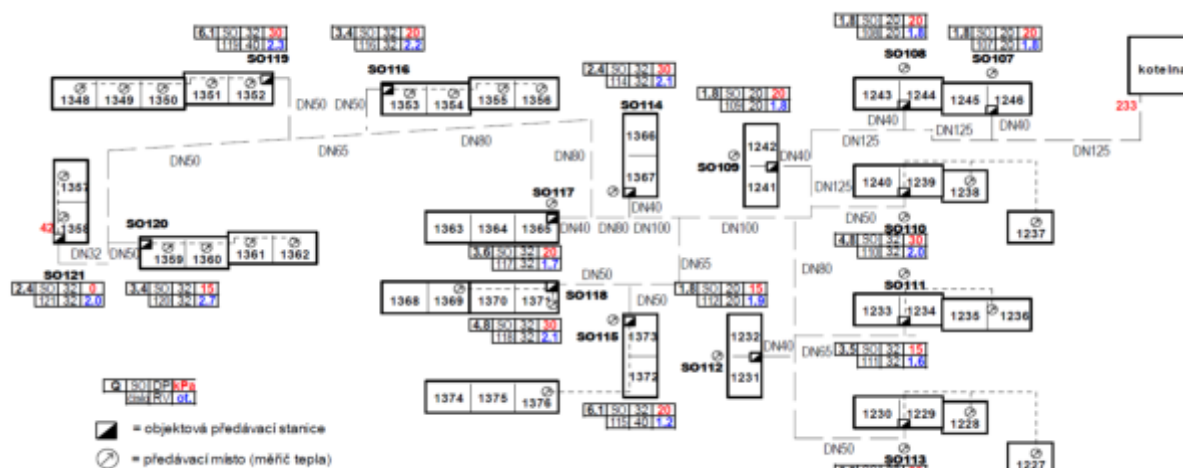 6.1 SO 32 30
119 40 2.3
SO119
3.4 SO 32 20
116 32 2.2
SO116
2.4 SO 32 30
114 32 2.1
SO114
1.8 SO 20 20
109 20 1.8
SO109
1.8 SO 20 20
108 20 1.8
SO108
1.8 SO 20 20
107 20 1.8
SO107
kotelna
233
1348 1349 1350 1351 1352
DN50
DN50
1353 1354 1355 1356
1366
1367
1242
1241
1243 1244 1245 1246
DN40
DN40
DN40
DN125
DN125
DN125
DN125
DN50
DN65
DN80
DN80
1357
1358
42
DN32
DN50
SO120
1359 1360 1361 1362
SO121
2.4 SO 32 0
121 32 2.0
3.4 SO 32 15
120 32 2.7
SO117
1363 1364 1365
DN40
DN80
DN40
DN100
DN100
3.6 SO 32 20
117 32 1.7
1240 1239 1238
1237
DN50
SO110
4.8 SO 32 30
110 32 2.0
DN65
DN80
DN50
SO118
1368 1369 1370 1371
4.8 SO 32 30
118 32 2.1
DN50
SO115
1373
1372
6.1 SO 32 20
115 40 1.2
1374 1375 1376
1.8 SO 20 15
112 20 1.9
SO112
1232
1231
DN40
DN65
SO111
1233 1234 1235 1236
3.5 SO 32 15
111 32 1.6
1230 1229 1228
1227
DN50
SO113
Q SO DP kPa
číslo RV ot.
= objektová předávací stanice
= předávací místo (měřič tepla)